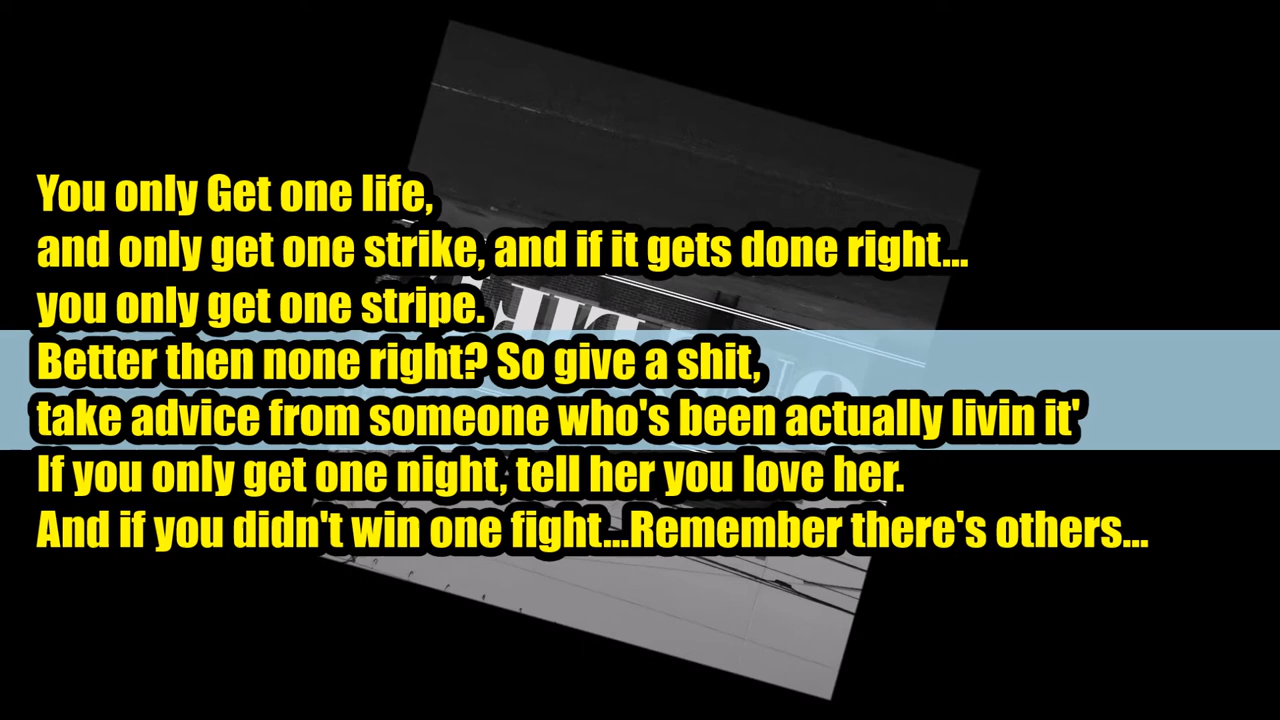 You only Get one life,
and only get one strike, and if it gets done right...
you only get one stripe.
Better then none right? So give a shit,
take advice from someone who's been actually livin it'
If you only get one night, tell her you love her.
And if you didn't win one fight...Remember there's others...